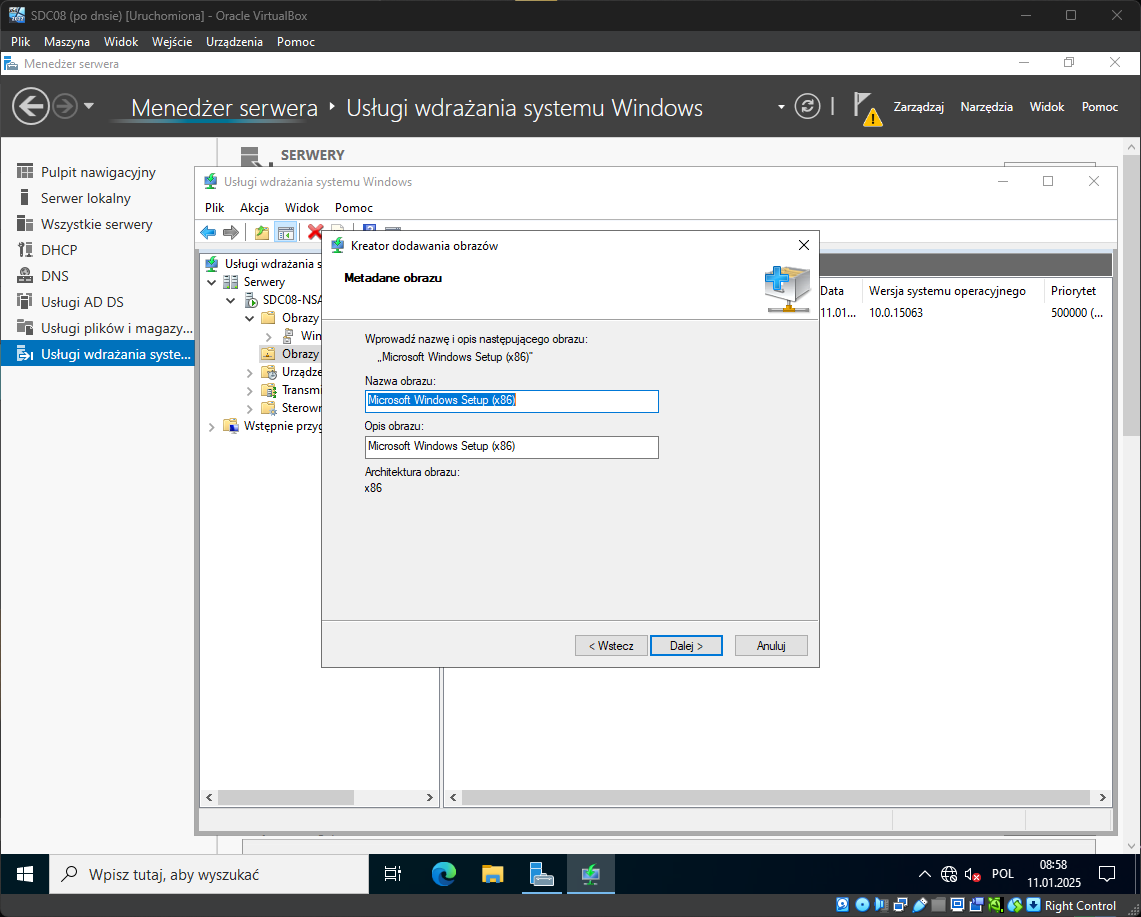 SDC08 (po dnsie) [Uruchomiona] - Oracle VirtualBox
Plik Maszyna Widok Wejście Urządzenia Pomoc
Menedżer serwera
Menedżer serwera Usługi wdrażania systemu Windows
Zarządzaj Narzędzia Widok Pomoc
Pulpit nawigacyjny
Serwer lokalny
Wszystkie serwery
DHCP
DNS
Usługi AD DS
Usługi plików i magazy...
Usługi wdrażania syste...
SERWERY
Usługi wdrażania systemu Windows
Plik Akcja Widok Pomoc
Usługi wdrażania s
Serwery
SDC08-NSA
Obrazy
Win
Obrazy
Urządze
Transmi
Sterown
Wstępnie przyg
Data Wersja systemu operacyjnego Priorytet
11.01... 10.0.15063 500000 (...
Kreator dodawania obrazów
Metadane obrazu
Wprowadź nazwę i opis następującego obrazu:
„Microsoft Windows Setup (x86)”
Nazwa obrazu:
Microsoft Windows Setup (x86)
Opis obrazu:
Microsoft Windows Setup (x86)
Architektura obrazu:
x86
< Wstecz Dalej > Anuluj
Wpisz tutaj, aby wyszukać
POL
08:58
11.01.2025
Right Control